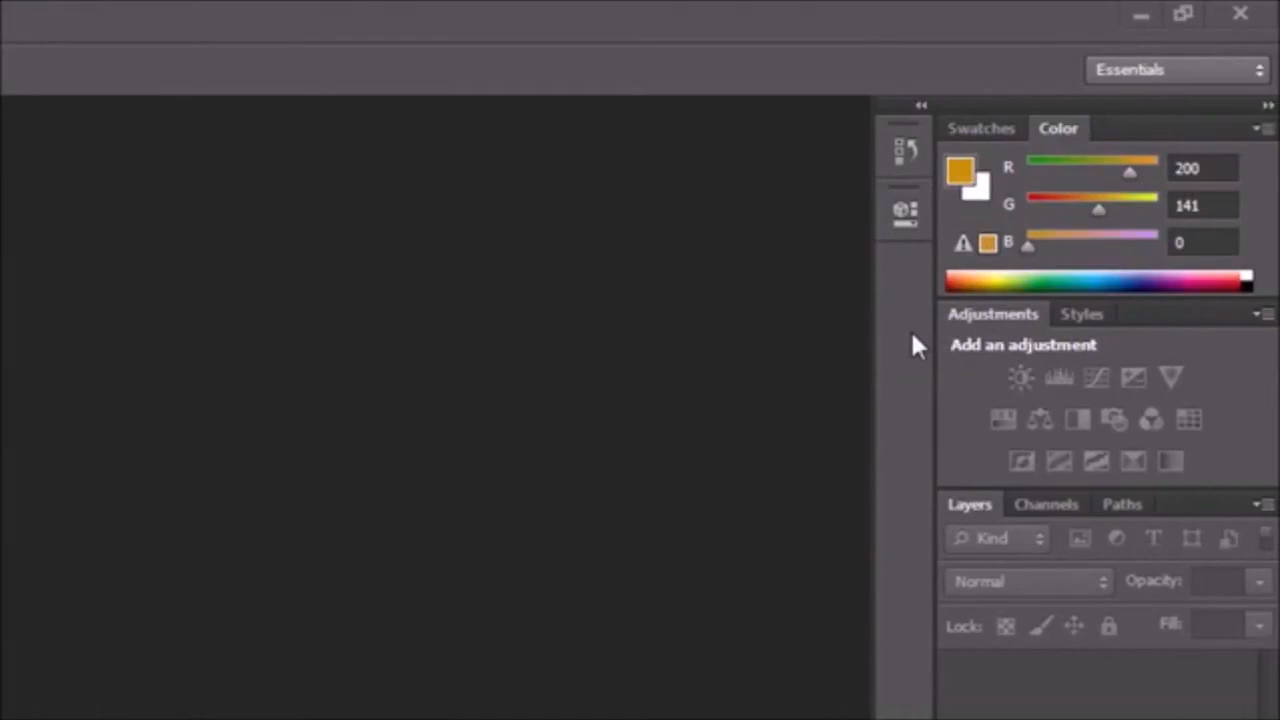 Essentials
Swatches Color
R 200
G 141
B 0
Adjustments Styles
Add an adjustment
Layers Channels Paths
Kind T
Normal Opacity:
Lock: Fill: